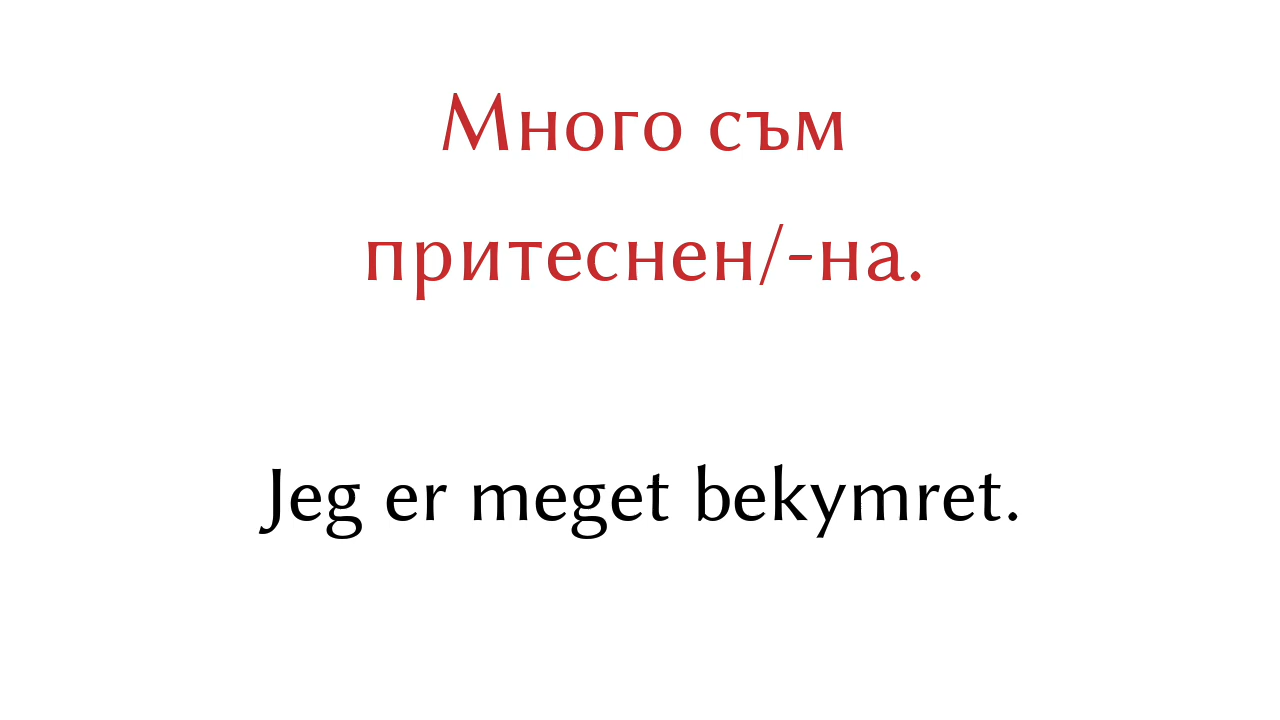 Много съм
притеснен/-на.
Jeg er meget bekymret.